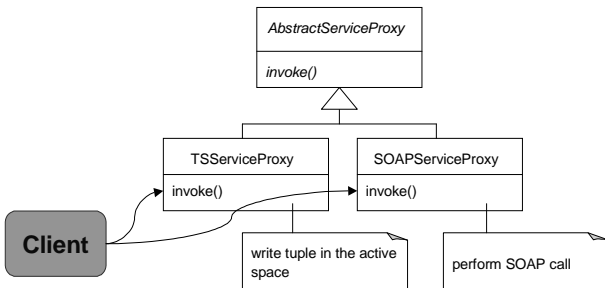 AbstractServiceProxy
invoke()
TSServiceProxy
SOAPServiceProxy
invoke()
invoke()
Client
write tuple in the active
space
perform SOAP call